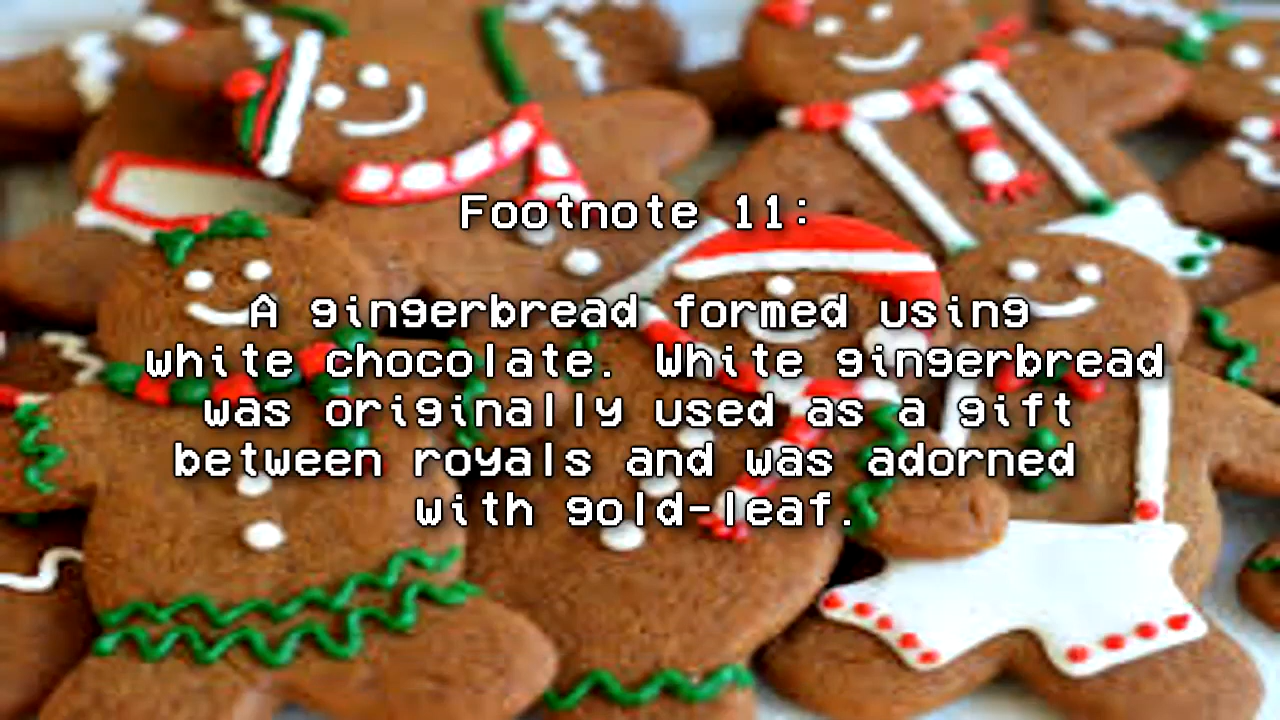 Footnote 11:
A gingerbread formed using
white chocolate. White gingerbread
was originally used as a gift
between royals and was adorned
with gold-leaf.